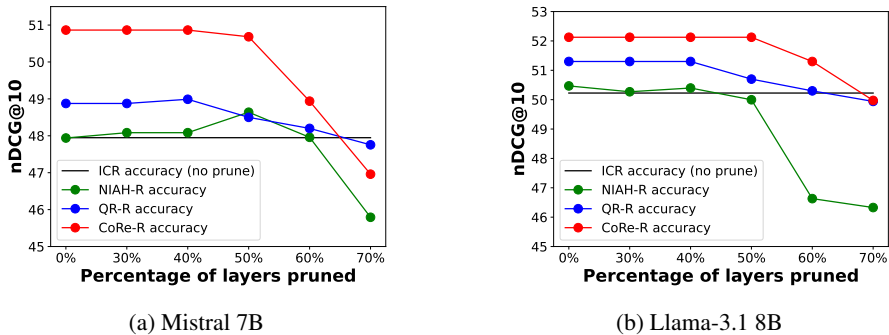 51
50
49
48
47
46
45
nDCG@10
0%
30%
40%
50%
60%
70%
Percentage of layers pruned
ICR accuracy (no prune)
NIAH-R accuracy
QR-R accuracy
CoRe-R accuracy
(a) Mistral 7B
53
52
51
50
49
48
47
46
45
nDCG@10
0%
30%
40%
50%
60%
70%
Percentage of layers pruned
ICR accuracy (no prune)
NIAH-R accuracy
QR-R accuracy
CoRe-R accuracy
(b) Llama-3.1 8B